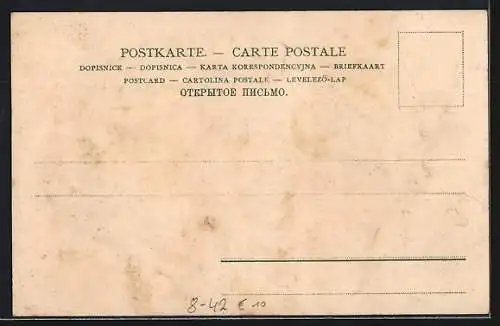 POSTKARTE. — CARTE POSTALE
DOPISNICE — DOPISNICA — KARTA KORESPONDENCYJNA — BRIEFKAART
POSTCARD — CARTOLINA POSTALE — LEVELEZŐ-LAP
ОТКРЫТОЕ ПИСЬМО.
8-42 € 10